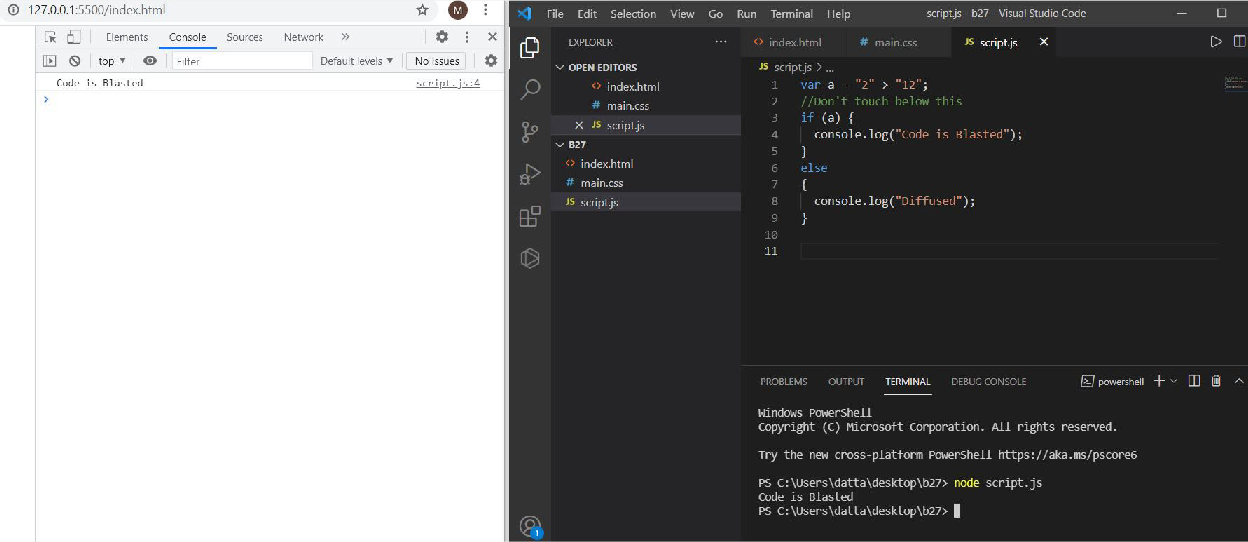 127.0.0.1:5500/index.html
M
Elements Console Sources Network »
top Filter Default levels No Issues
Code is Blasted script.js:4
>
File Edit Selection View Go Run Terminal Help script.js - b27 - Visual Studio Code
EXPLORER ...
index.html main.css JS script.js
OPEN EDITORS
index.html
# main.css
JS script.js
B27
index.html
# main.css
JS script.js
JS script.js > ...
1 var a = "2" > "12";
2 //Don't touch below this
3 if (a) {
4 console.log("Code is Blasted");
5 }
6 else
7 {
8 console.log("Diffused");
9 }
10
11
PROBLEMS OUTPUT TERMINAL DEBUG CONSOLE powershell
Windows PowerShell
Copyright (C) Microsoft Corporation. All rights reserved.
Try the new cross-platform PowerShell https://aka.ms/pscore6
PS C:\Users\datta\desktop\b27> node script.js
Code is Blasted
PS C:\Users\datta\desktop\b27>
1